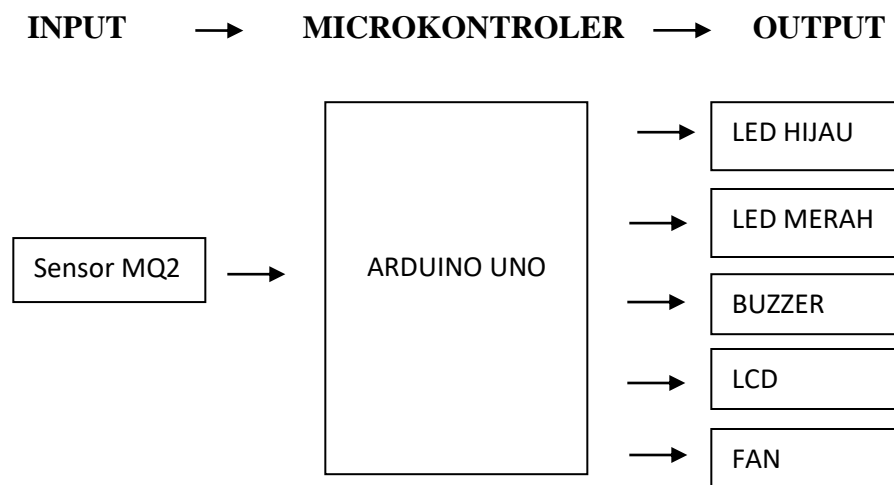 INPUT MICROKONTROLER OUTPUT
LED HIJAU
LED MERAH
Sensor MQ2
ARDUINO UNO
BUZZER
LCD
FAN